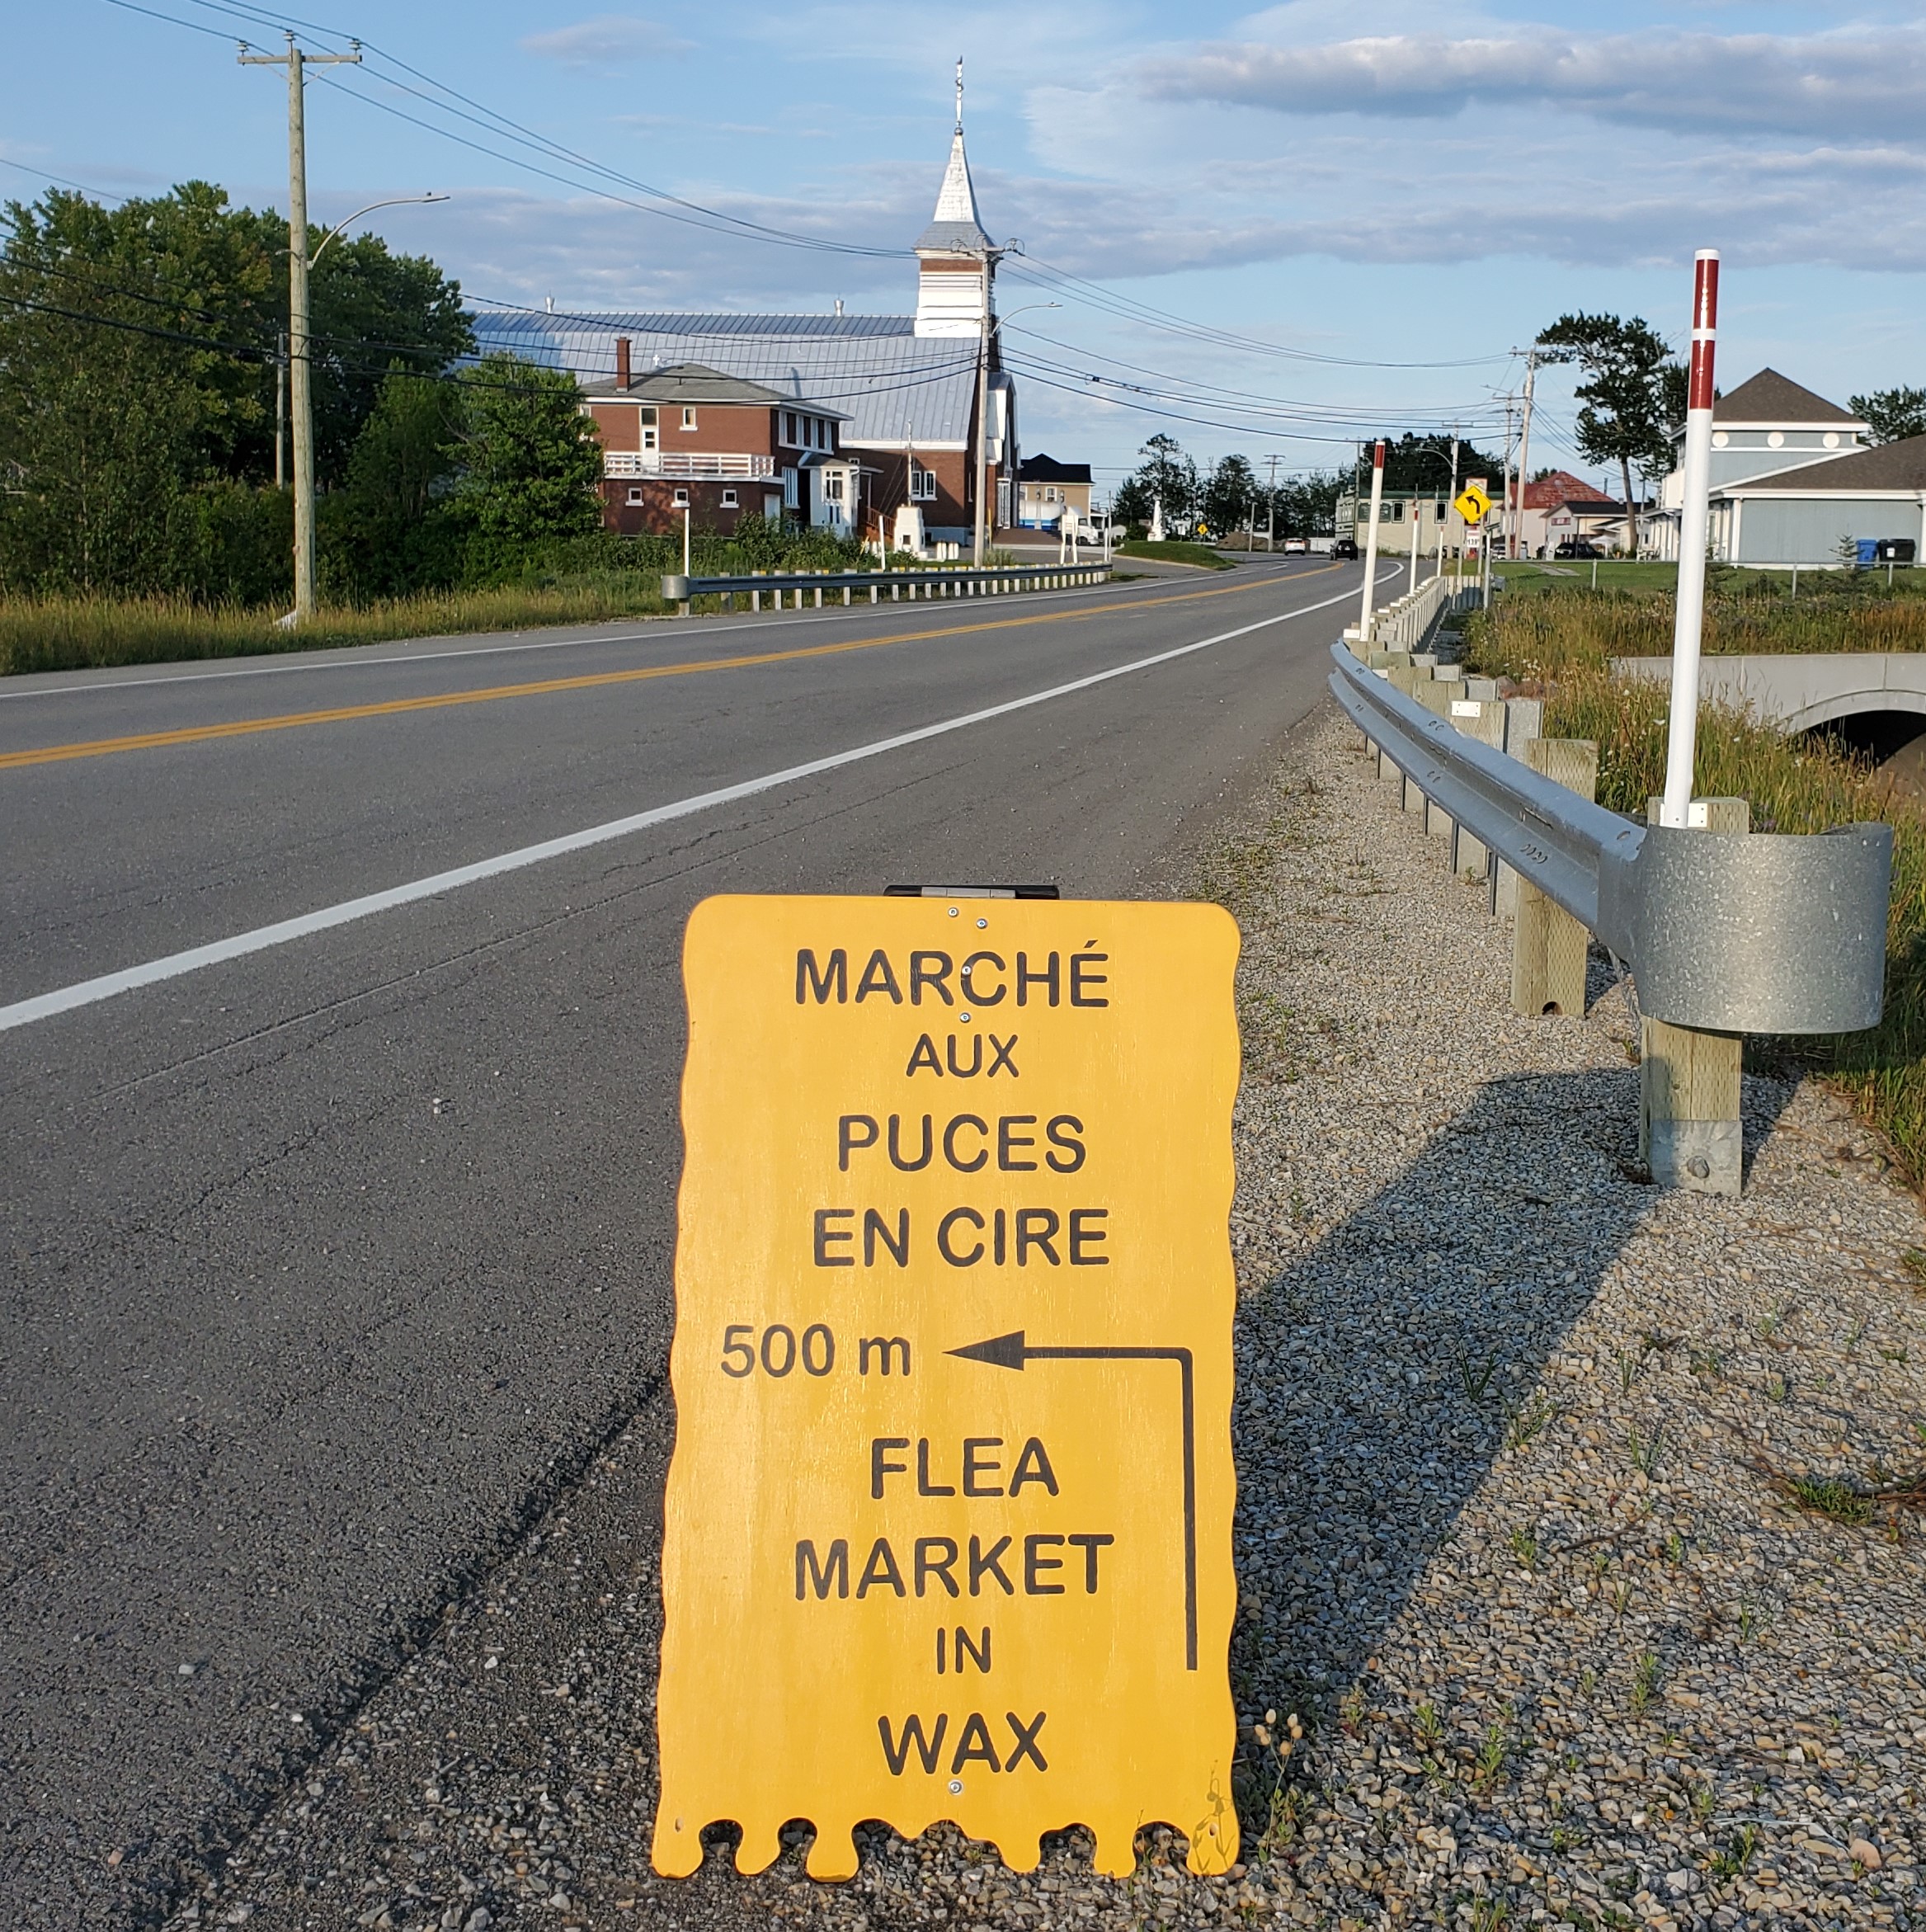 MARCHÉ
AUX
PUCES
EN CIRE
500 m
FLEA
MARKET
IN
WAX